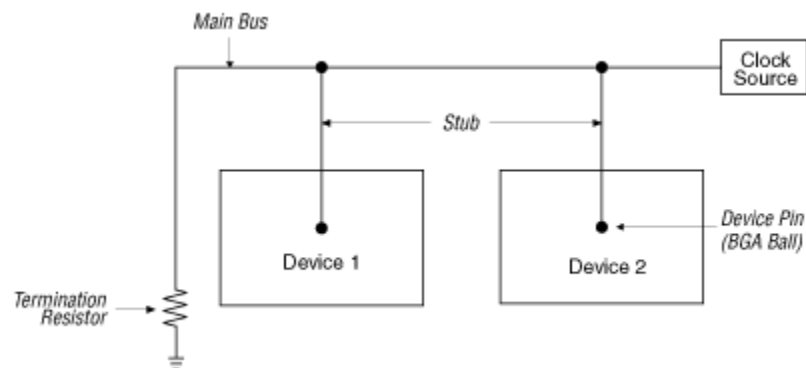 Main Bus
Clock
Source
Stub
Device 1
Device 2
Device Pin
(BGA Ball)
Termination
Resistor